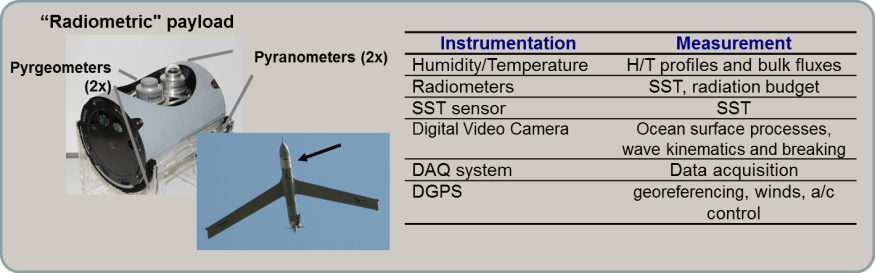 “Radiometric" payload
Pyrgeometers
(2x)
Pyranometers (2x)
Instrumentation Measurement
Humidity/Temperature H/T profiles and bulk fluxes
Radiometers SST, radiation budget
SST sensor SST
Digital Video Camera Ocean surface processes,
wave kinematics and breaking
DAQ system Data acquisition
DGPS georeferencing, winds, a/c
control